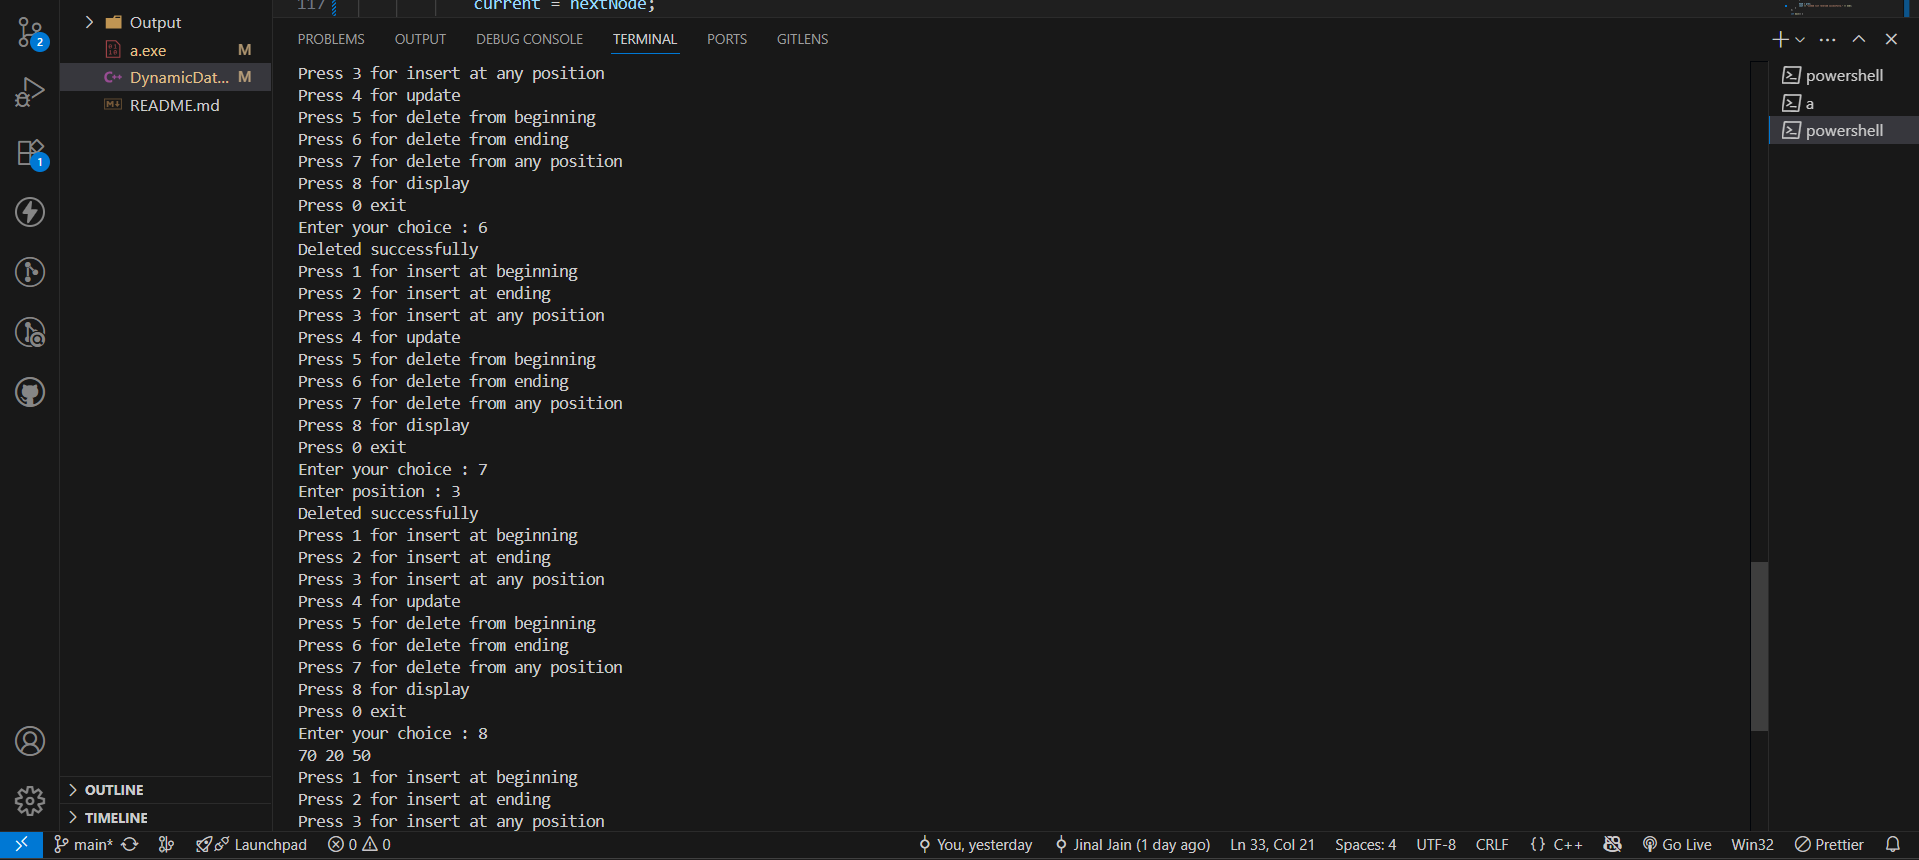 117 current = nextNode;
2
Output
a.exe M
DynamicDat... M
README.md
1
PROBLEMS OUTPUT DEBUG CONSOLE TERMINAL PORTS GITLENS
Press 3 for insert at any position
Press 4 for update
Press 5 for delete from beginning
Press 6 for delete from ending
Press 7 for delete from any position
Press 8 for display
Press 0 exit
Enter your choice : 6
Deleted successfully
Press 1 for insert at beginning
Press 2 for insert at ending
Press 3 for insert at any position
Press 4 for update
Press 5 for delete from beginning
Press 6 for delete from ending
Press 7 for delete from any position
Press 8 for display
Press 0 exit
Enter your choice : 7
Enter position : 3
Deleted successfully
Press 1 for insert at beginning
Press 2 for insert at ending
Press 3 for insert at any position
Press 4 for update
Press 5 for delete from beginning
Press 6 for delete from ending
Press 7 for delete from any position
Press 8 for display
Press 0 exit
Enter your choice : 8
70 20 50
Press 1 for insert at beginning
Press 2 for insert at ending
Press 3 for insert at any position
powershell
a
powershell
OUTLINE
TIMELINE
main* Launchpad 0 0 You, yesterday Jinal Jain (1 day ago) Ln 33, Col 21 Spaces: 4 UTF-8 CRLF {} C++ Go Live Win32 Prettier